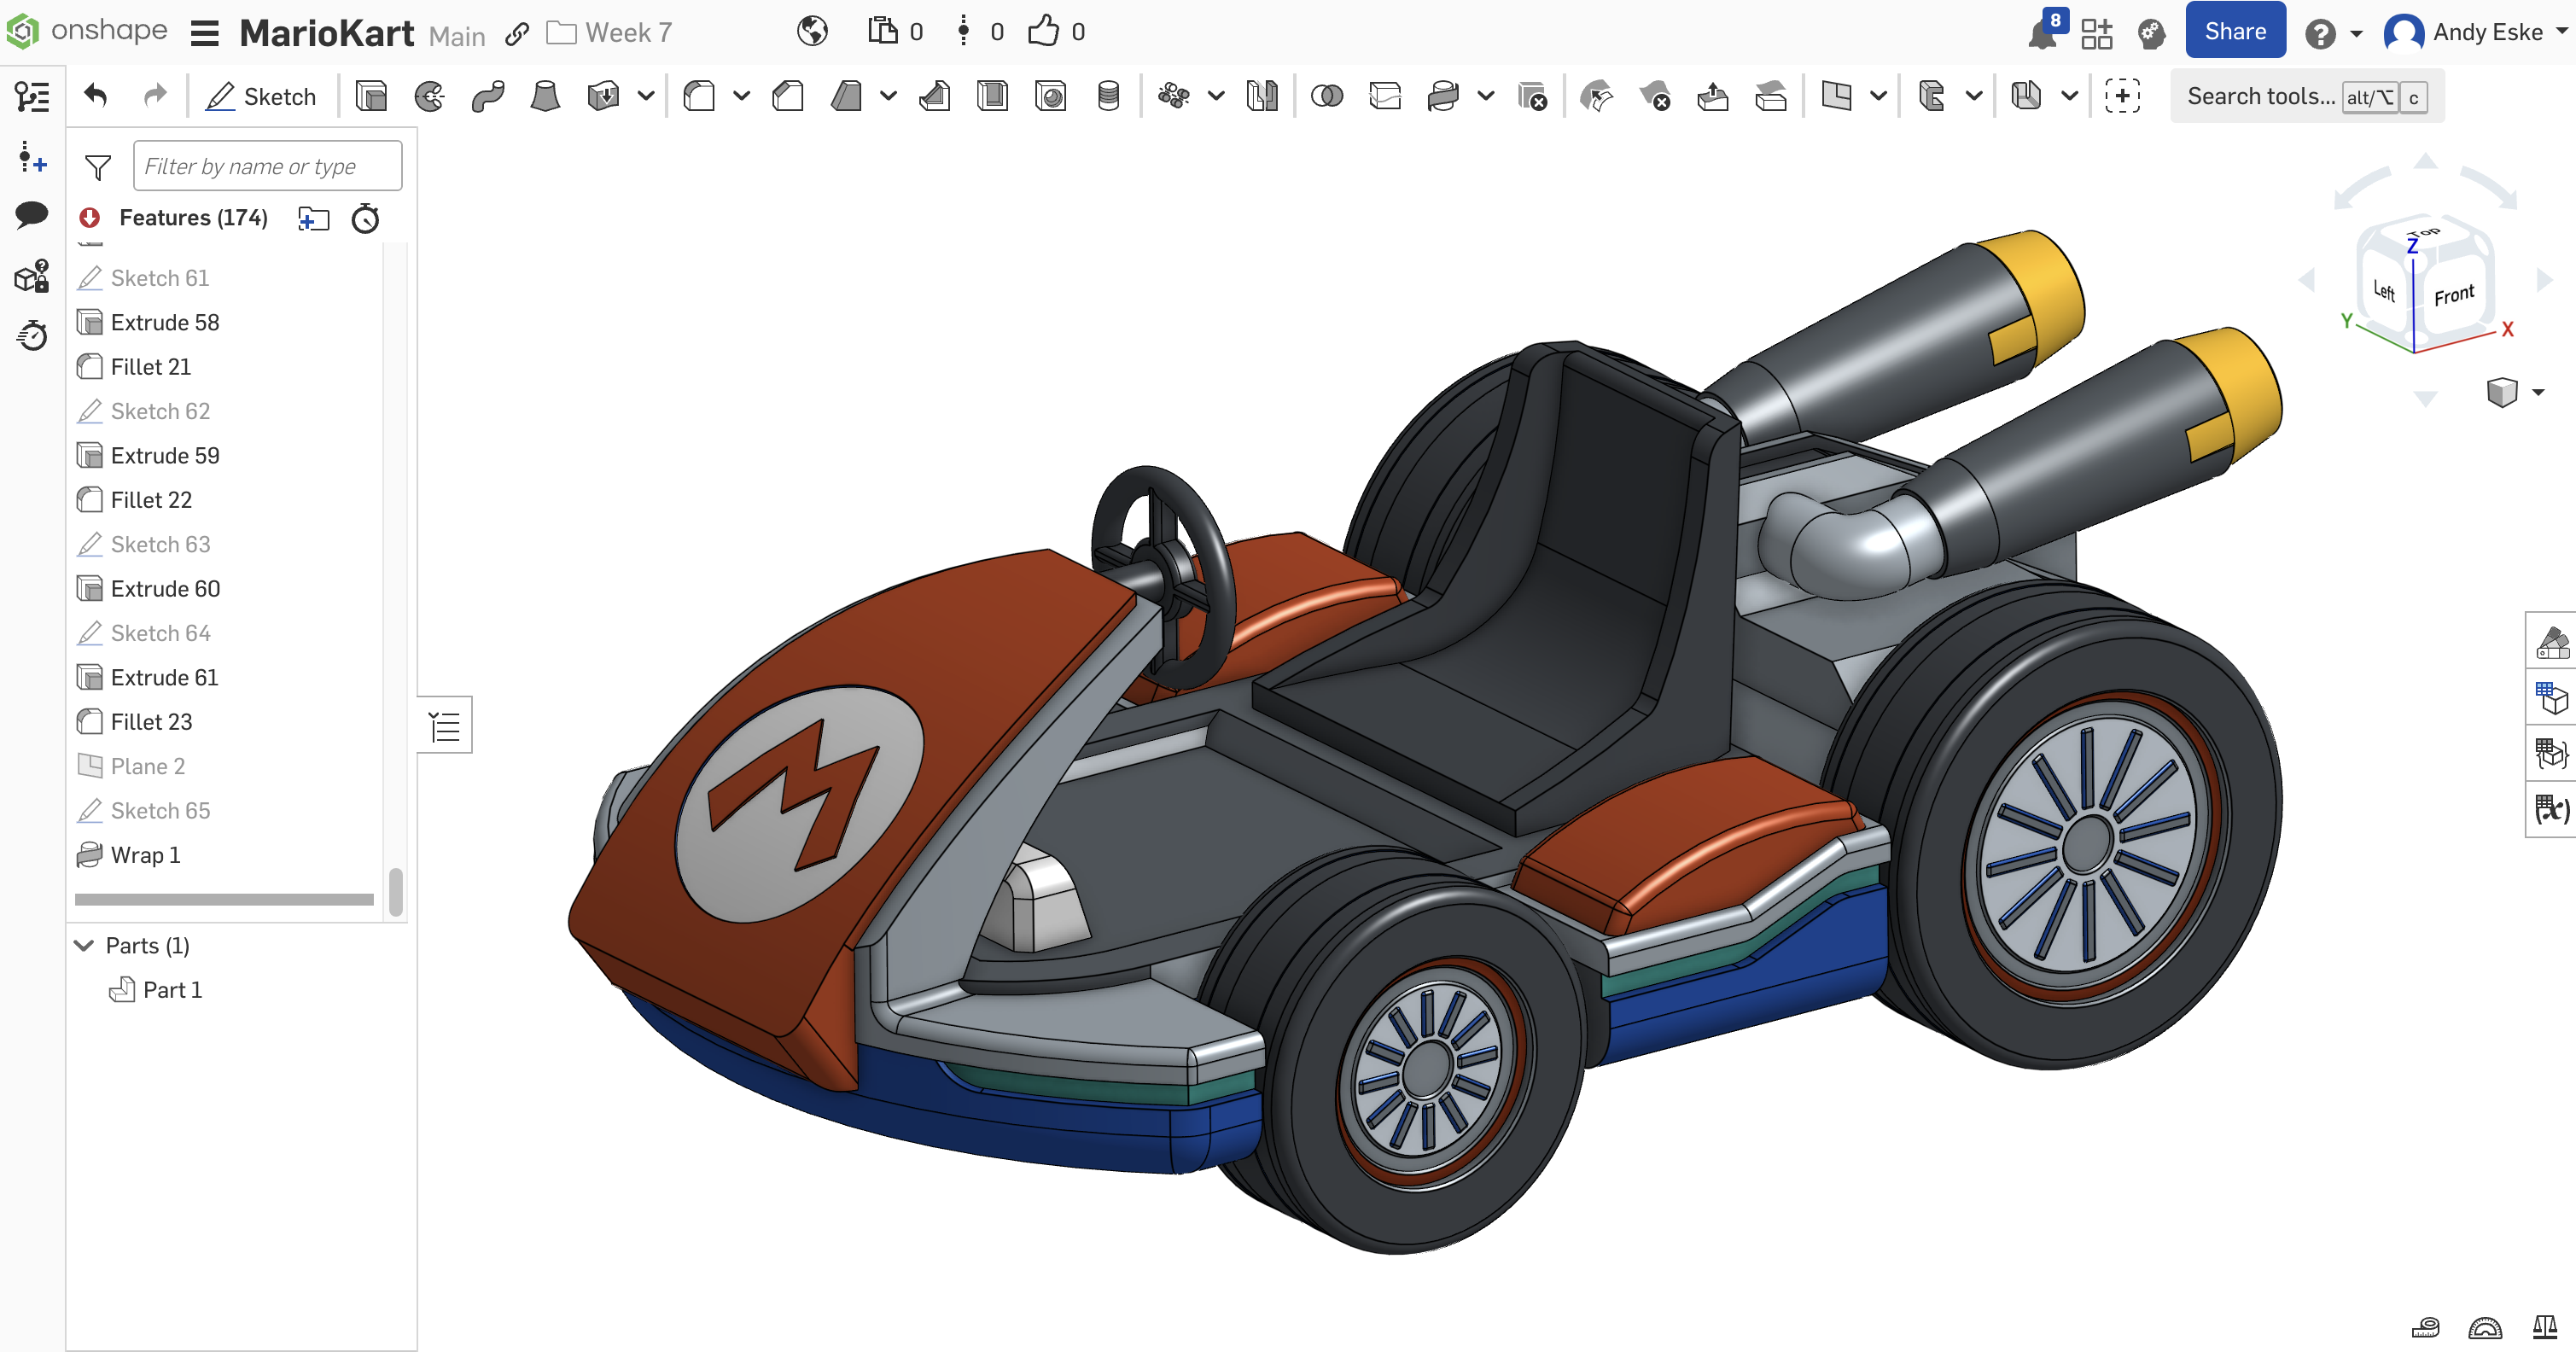 onshape MarioKart Main Week 7 0 0 0 8 Share Andy Eske
Sketch Search tools... alt/⌥ c
Filter by name or type
Features (174)
Sketch 61
Extrude 58
Fillet 21
Sketch 62
Extrude 59
Fillet 22
Sketch 63
Extrude 60
Sketch 64
Extrude 61
Fillet 23
Plane 2
Sketch 65
Wrap 1
Parts (1)
Part 1
Top
Z
Left
Front
Y
X
M
(x)